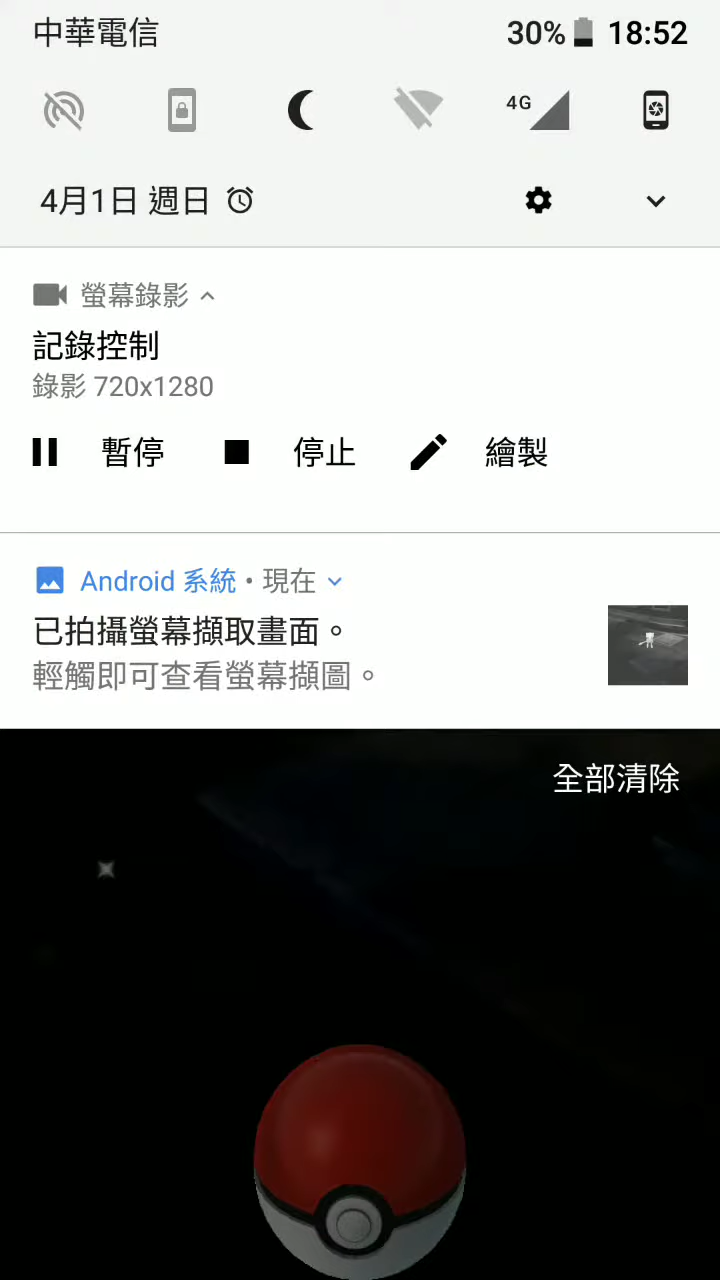 中華電信 30% 18:52
4G
4月1日 週日
螢幕錄影
記錄控制
錄影 720x1280
暫停 停止 繪製
Android 系統 • 現在
已拍攝螢幕擷取畫面。
輕觸即可查看螢幕擷圖。
全部清除